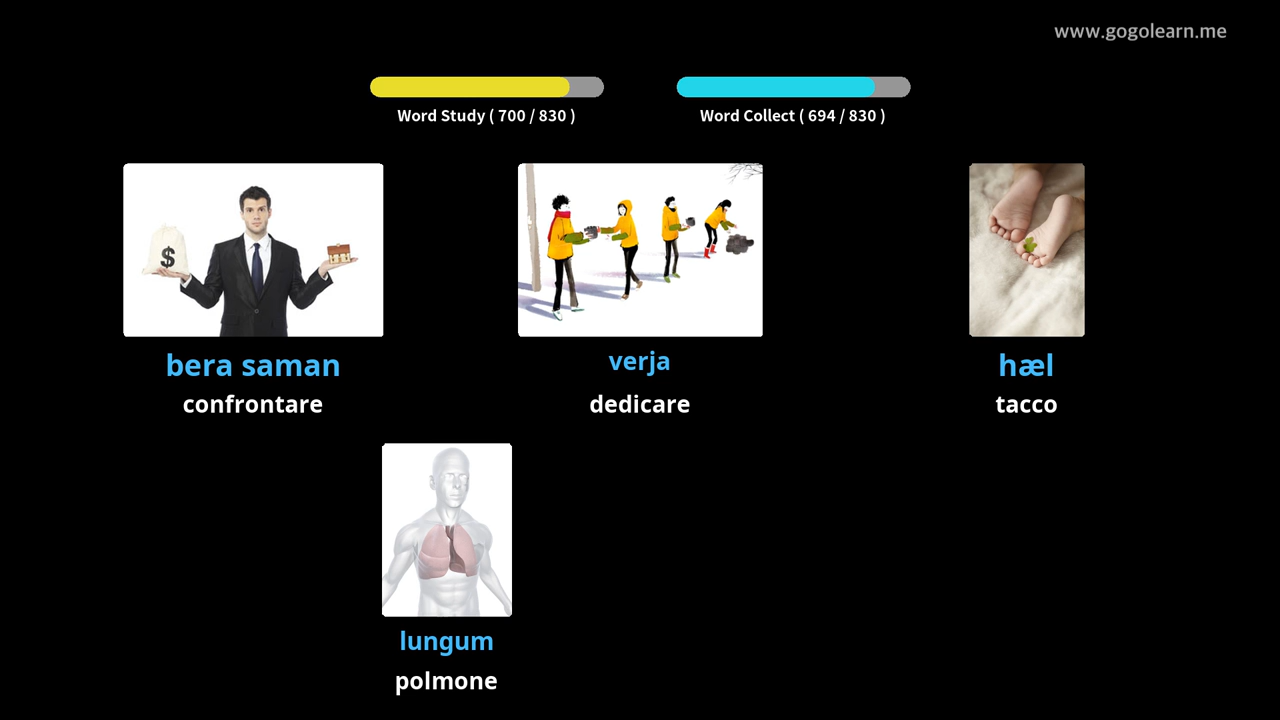 www.gogolearn.me
Word Study ( 700 / 830 )
Word Collect ( 694 / 830 )
$
bera saman
confrontare
verja
dedicare
hæl
tacco
lungum
polmone